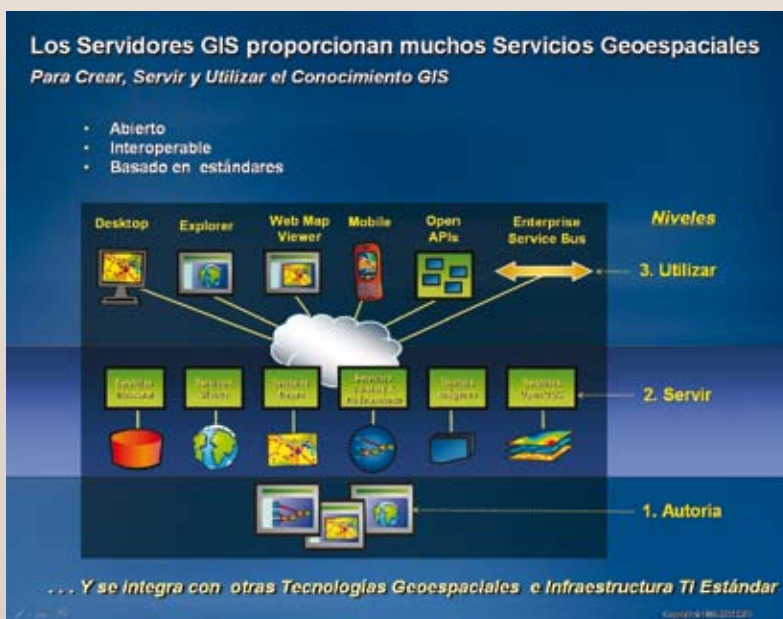 Los Servidores GIS proporcionan muchos Servicios Geoespaciales
Para Crear, Servir y Utilizar el Conocimiento GIS
• Abierto
• Interoperable
• Basado en estándares
Desktop
Explorer
Web Map
Viewer
Mobile
Open
APIs
Enterprise
Service Bus
Niveles
3. Utilizar
2. Servir
1. Autoria
. . . Y se integra con otras Tecnologías Geoespaciales e Infraestructura TI Estándar